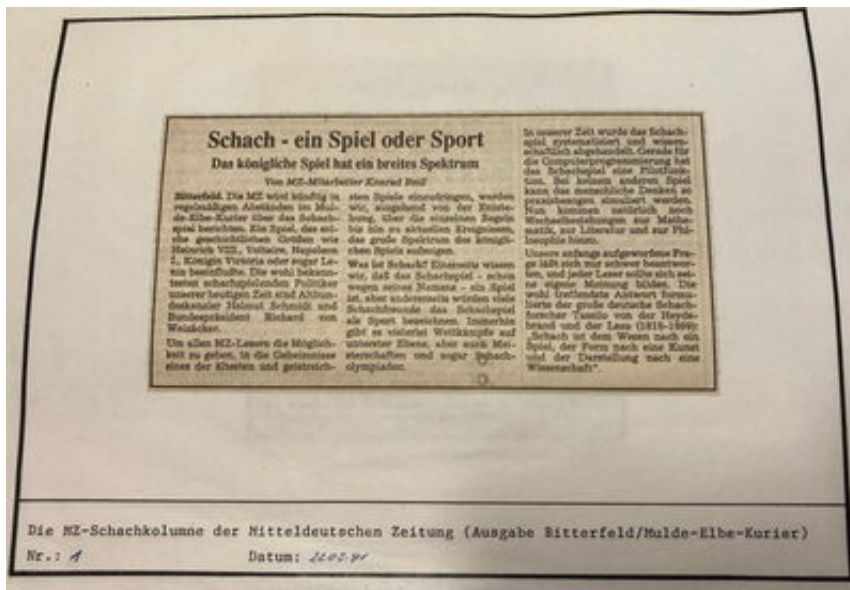 Schach - ein Spiel oder Sport
Das königliche Spiel hat ein breites Spektrum
Von MZ-Mitarbeiter Konrad Reiß
Bitterfeld. Die MZ wird künftig in
regelmäßigen Abständen im Mul-
de-Elbe-Kurier über das Schach-
spiel berichten. Ein Spiel, das sol-
che geschichtlichen Größen wie
Heinrich VIII., Voltaire, Napoleon
I., Königin Victoria oder sogar Le-
nin beeinflußte. Die wohl bekann-
testen schachspielenden Politiker
unserer heutigen Zeit sind Altbun-
deskanzler Helmut Schmidt und
Bundespräsident Richard von
Weizäcker.
Um allen MZ-Lesern die Möglich-
keit zu geben, in die Geheimnisse
eines der ältesten und geistreich-
sten Spiele einzudringen, werden
wir, ausgehend von der Entste-
hung, über die einzelnen Regeln
bis hin zu aktuellen Ereignissen,
das große Spektrum des königli-
chen Spiels aufzeigen.
Was ist Schach? Einerseits wissen
wir, daß das Schachspiel - schon
wegen seines Namens - ein Spiel
ist, aber andererseits würden viele
Schachfreunde das Schachspiel
als Sport bezeichnen. Immerhin
gibt es vielerlei Wettkämpfe auf
unterster Ebene, aber auch Mei-
sterschaften und sogar Schach-
olympiaden.
In unserer Zeit wurde das Schach-
spiel systematisiert und wissen-
schaftlich abgehandelt. Gerade für
die Computerprogrammierung hat
das Schachspiel eine Pilotfunk-
tion. Bei keinem anderen Spiel
kann das menschliche Denken so
praxisbezogen simuliert werden.
Nun kommen natürlich noch
Wechselbeziehungen zur Mathe-
matik, zur Literatur und zur Phi-
losophie hinzu.
Unsere anfangs aufgeworfene Fra-
ge läßt sich nur schwer beantwor-
ten, und jeder Leser sollte sich sei-
ne eigene Meinung bilden. Die
wohl treffendste Antwort formu-
lierte der große deutsche Schach-
forscher Tassilo von der Heyde-
brand und der Lasa (1818-1899):
„Schach ist dem Wesen nach ein
Spiel, der Form nach eine Kunst
und der Darstellung nach eine
Wissenschaft".
Die MZ-Schachkolumne der Mitteldeutschen Zeitung (Ausgabe Bitterfeld/Mulde-Elbe-Kurier)
Nr.: 1 Datum: